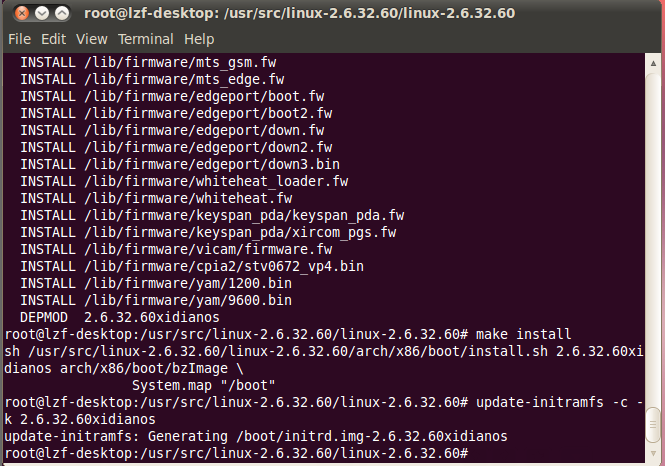 root@lzf-desktop: /usr/src/linux-2.6.32.60/linux-2.6.32.60
File Edit View Terminal Help
INSTALL /lib/firmware/mts_gsm.fw
INSTALL /lib/firmware/mts_edge.fw
INSTALL /lib/firmware/edgeport/boot.fw
INSTALL /lib/firmware/edgeport/boot2.fw
INSTALL /lib/firmware/edgeport/down.fw
INSTALL /lib/firmware/edgeport/down2.fw
INSTALL /lib/firmware/edgeport/down3.bin
INSTALL /lib/firmware/whiteheat_loader.fw
INSTALL /lib/firmware/whiteheat.fw
INSTALL /lib/firmware/keyspan_pda/keyspan_pda.fw
INSTALL /lib/firmware/keyspan_pda/xircom_pgs.fw
INSTALL /lib/firmware/vicam/firmware.fw
INSTALL /lib/firmware/cpia2/stv0672_vp4.bin
INSTALL /lib/firmware/yam/1200.bin
INSTALL /lib/firmware/yam/9600.bin
DEPMOD  2.6.32.60xidianos
root@lzf-desktop:/usr/src/linux-2.6.32.60/linux-2.6.32.60# make install
sh /usr/src/linux-2.6.32.60/linux-2.6.32.60/arch/x86/boot/install.sh 2.6.32.60xi
dianos arch/x86/boot/bzImage \
System.map "/boot"
root@lzf-desktop:/usr/src/linux-2.6.32.60/linux-2.6.32.60# update-initramfs -c -
k 2.6.32.60xidianos
update-initramfs: Generating /boot/initrd.img-2.6.32.60xidianos
root@lzf-desktop:/usr/src/linux-2.6.32.60/linux-2.6.32.60#